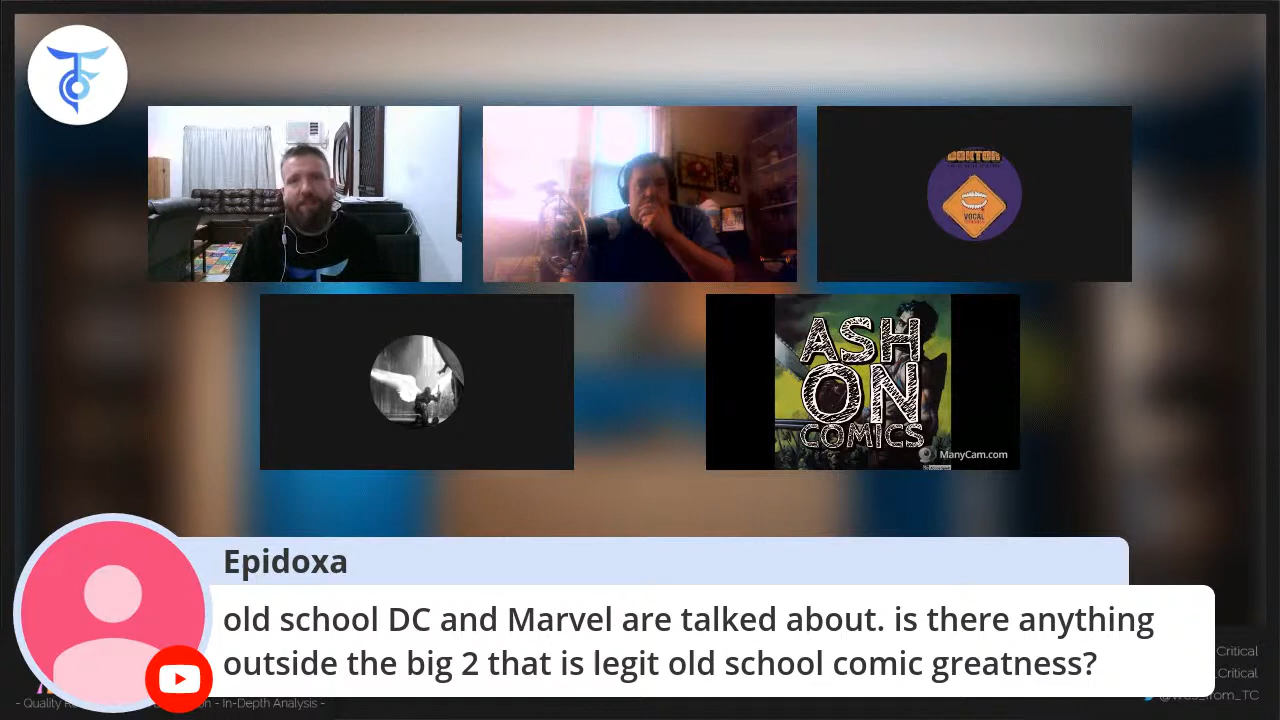 DOKTOR
VOCAL
ASH
ON
COMICS
ManyCam.com
Epidoxa
old school DC and Marvel are talked about. is there anything
outside the big 2 that is legit old school comic greatness?
Critical
Critical
- Quality
- In-Depth Analysis -